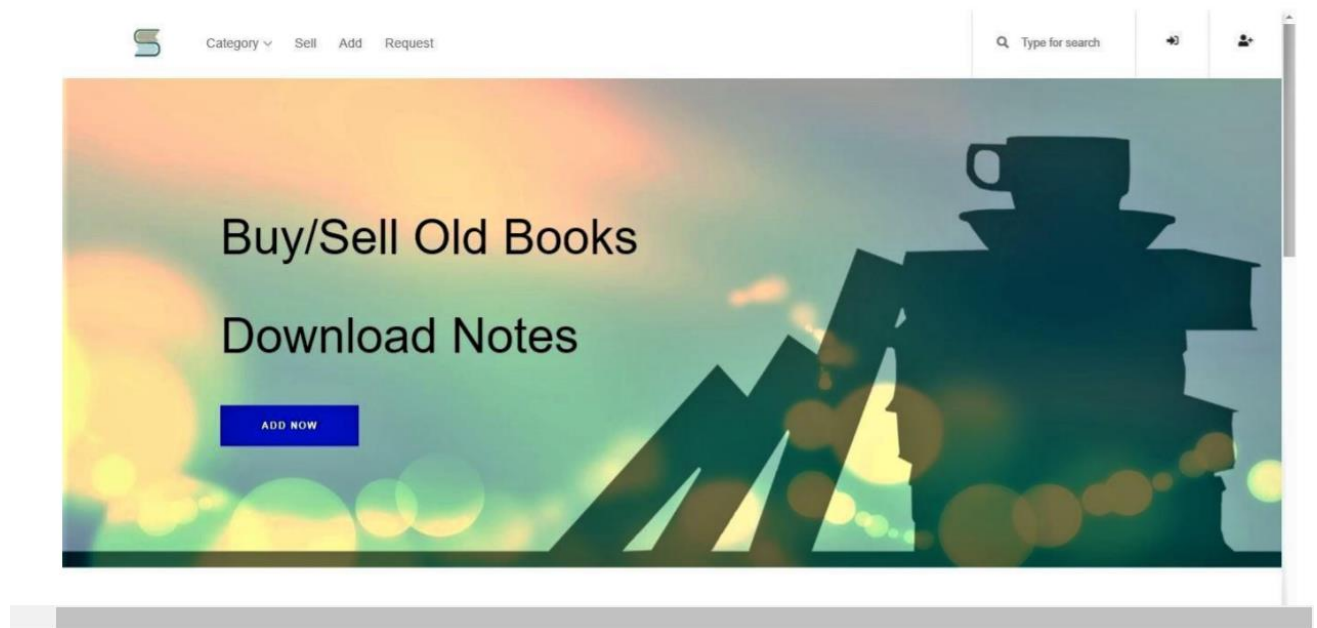 Category Sell Add Request Type for search
Buy/Sell Old Books
Download Notes
ADD NOW